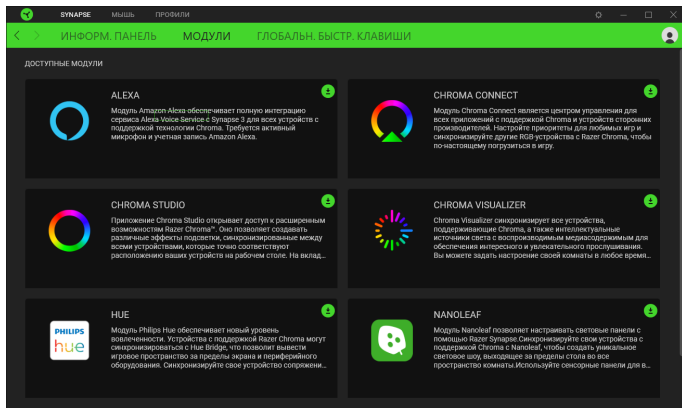 SYNAPSE МЫШЬ ПРОФИЛИ
ИНФОРМ. ПАНЕЛЬ МОДУЛИ ГЛОБАЛЬН. БЫСТР. КЛАВИШИ
ДОСТУПНЫЕ МОДУЛИ
ALEXA
Модуль Amazon Alexa обеспечивает полную интеграцию
сервиса Alexa Voice Service с Synapse 3 для всех устройств с
поддержкой технологии Chroma. Требуется активный
микрофон и учетная запись Amazon Alexa.
CHROMA CONNECT
Модуль Chroma Connect является центром управления для
всех приложений с поддержкой Chroma и устройств сторонних
производителей. Настройте приоритеты для любимых игр и
синхронизируйте другие RGB-устройства с Razer Chroma, чтобы
по-настоящему погрузиться в игру.
CHROMA STUDIO
Приложение Chroma Studio открывает доступ к расширенным
возможностям Razer Chroma™. Оно позволяет создавать
различные эффекты подсветки, синхронизированные между
всеми устройствами, которые точно соответствуют
расположению ваших устройств на рабочем столе. На вклад...
CHROMA VISUALIZER
Chroma Visualizer синхронизирует все устройства,
поддерживающие Chroma, а также интеллектуальные
источники света с воспроизводимым медиасодержимым для
обеспечения интересного и увлекательного прослушивания.
Вы можете задать настроение своей комнаты в любое время...
PHILIPS
hue
HUE
Модуль Philips Hue обеспечивает новый уровень
вовлеченности. Устройства с поддержкой Razer Chroma могут
синхронизироваться с Hue Bridge, что позволит вывести
игровое пространство за пределы экрана и периферийного
оборудования. Синхронизируйте свое устройство сопряжени...
NANOLEAF
Модуль Nanoleaf позволяет настраивать световые панели с
помощью Razer Synapse.Синхронизируйте свои устройства с
поддержкой Chroma с Nanoleaf, чтобы создать уникальное
световое шоу, выходящее за пределы стола во все
пространство комнаты.Используйте сенсорные панели для в...